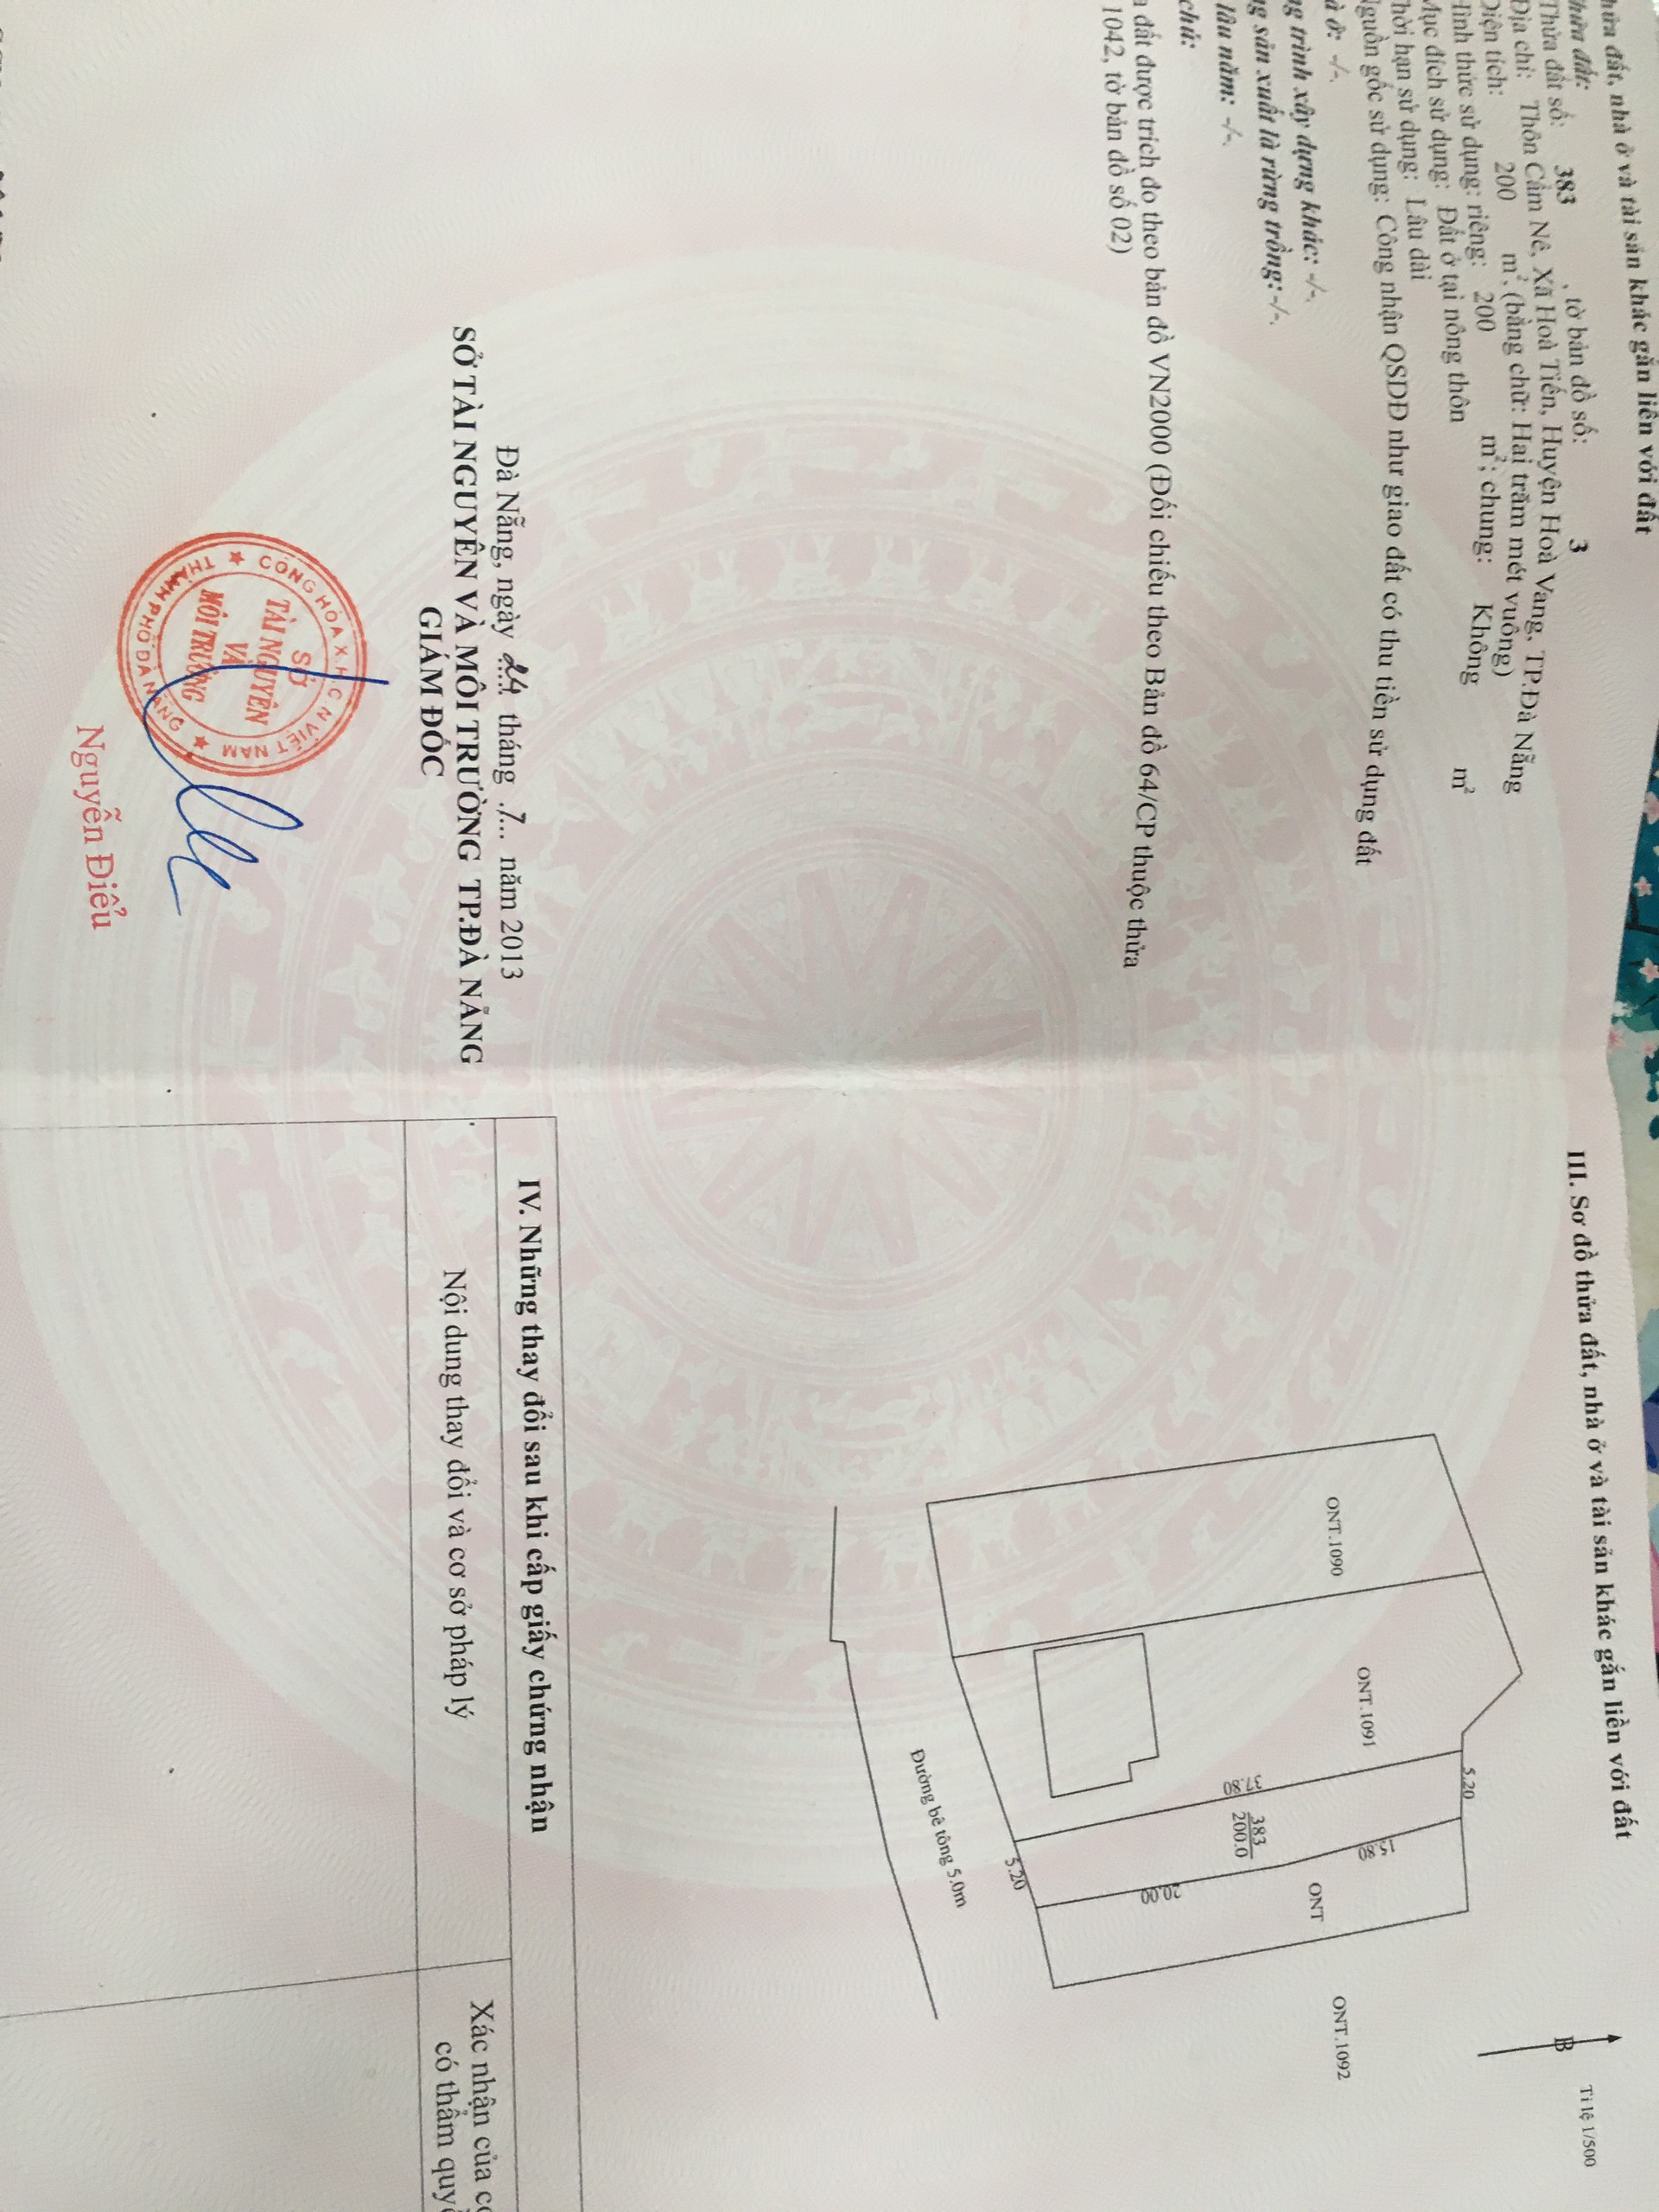 thửa đất, nhà ở và tài sản khác gắn liền với đất
thửa đất:
Thửa đất số: 383 , tờ bản đồ số: 3
Địa chỉ: Thôn Cẩm Nê, Xã Hoà Tiến, Huyện Hoà Vang, TP.Đà Nẵng
Diện tích: 200 m², (bằng chữ: Hai trăm mét vuông)
Hình thức sử dụng: riêng: 200 m²; chung: Không m²
Mục đích sử dụng: Đất ở tại nông thôn
Thời hạn sử dụng: Lâu dài
Nguồn gốc sử dụng: Công nhận QSDĐ như giao đất có thu tiền sử dụng đất
à ở: -/-.
ng trình xây dựng khác: -/-.
g sản xuất là rừng trồng: -/-.
lâu năm: -/-.
chú:
a đất được trích đo theo bản đồ VN2000 (Đối chiếu theo Bản đồ 64/CP thuộc thửa
1042, tờ bản đồ số 02)
Đà Nẵng, ngày 24 tháng .7... năm 2013
SỞ TÀI NGUYÊN VÀ MÔI TRƯỜNG TP.ĐÀ NẴNG
GIÁM ĐỐC
CỘNG HÒA X.H.C.N VIỆT NAM
SỞ
TÀI NGUYÊN
VÀ
MÔI TRƯỜNG
THÀNH PHỐ ĐÀ NẴNG
Nguyễn Điểu
III. Sơ đồ thửa đất, nhà ở và tài sản khác gắn liền với đất
Tỉ lệ 1/500
B
ONT.1090
ONT.1091
5.20
37.80
383
200.0
15.80
ONT
20.00
5.20
ONT.1092
Đường bê tông 5.0m
IV. Những thay đổi sau khi cấp giấy chứng nhận
Nội dung thay đổi và cơ sở pháp lý
Xác nhận của cơ
có thẩm quyề